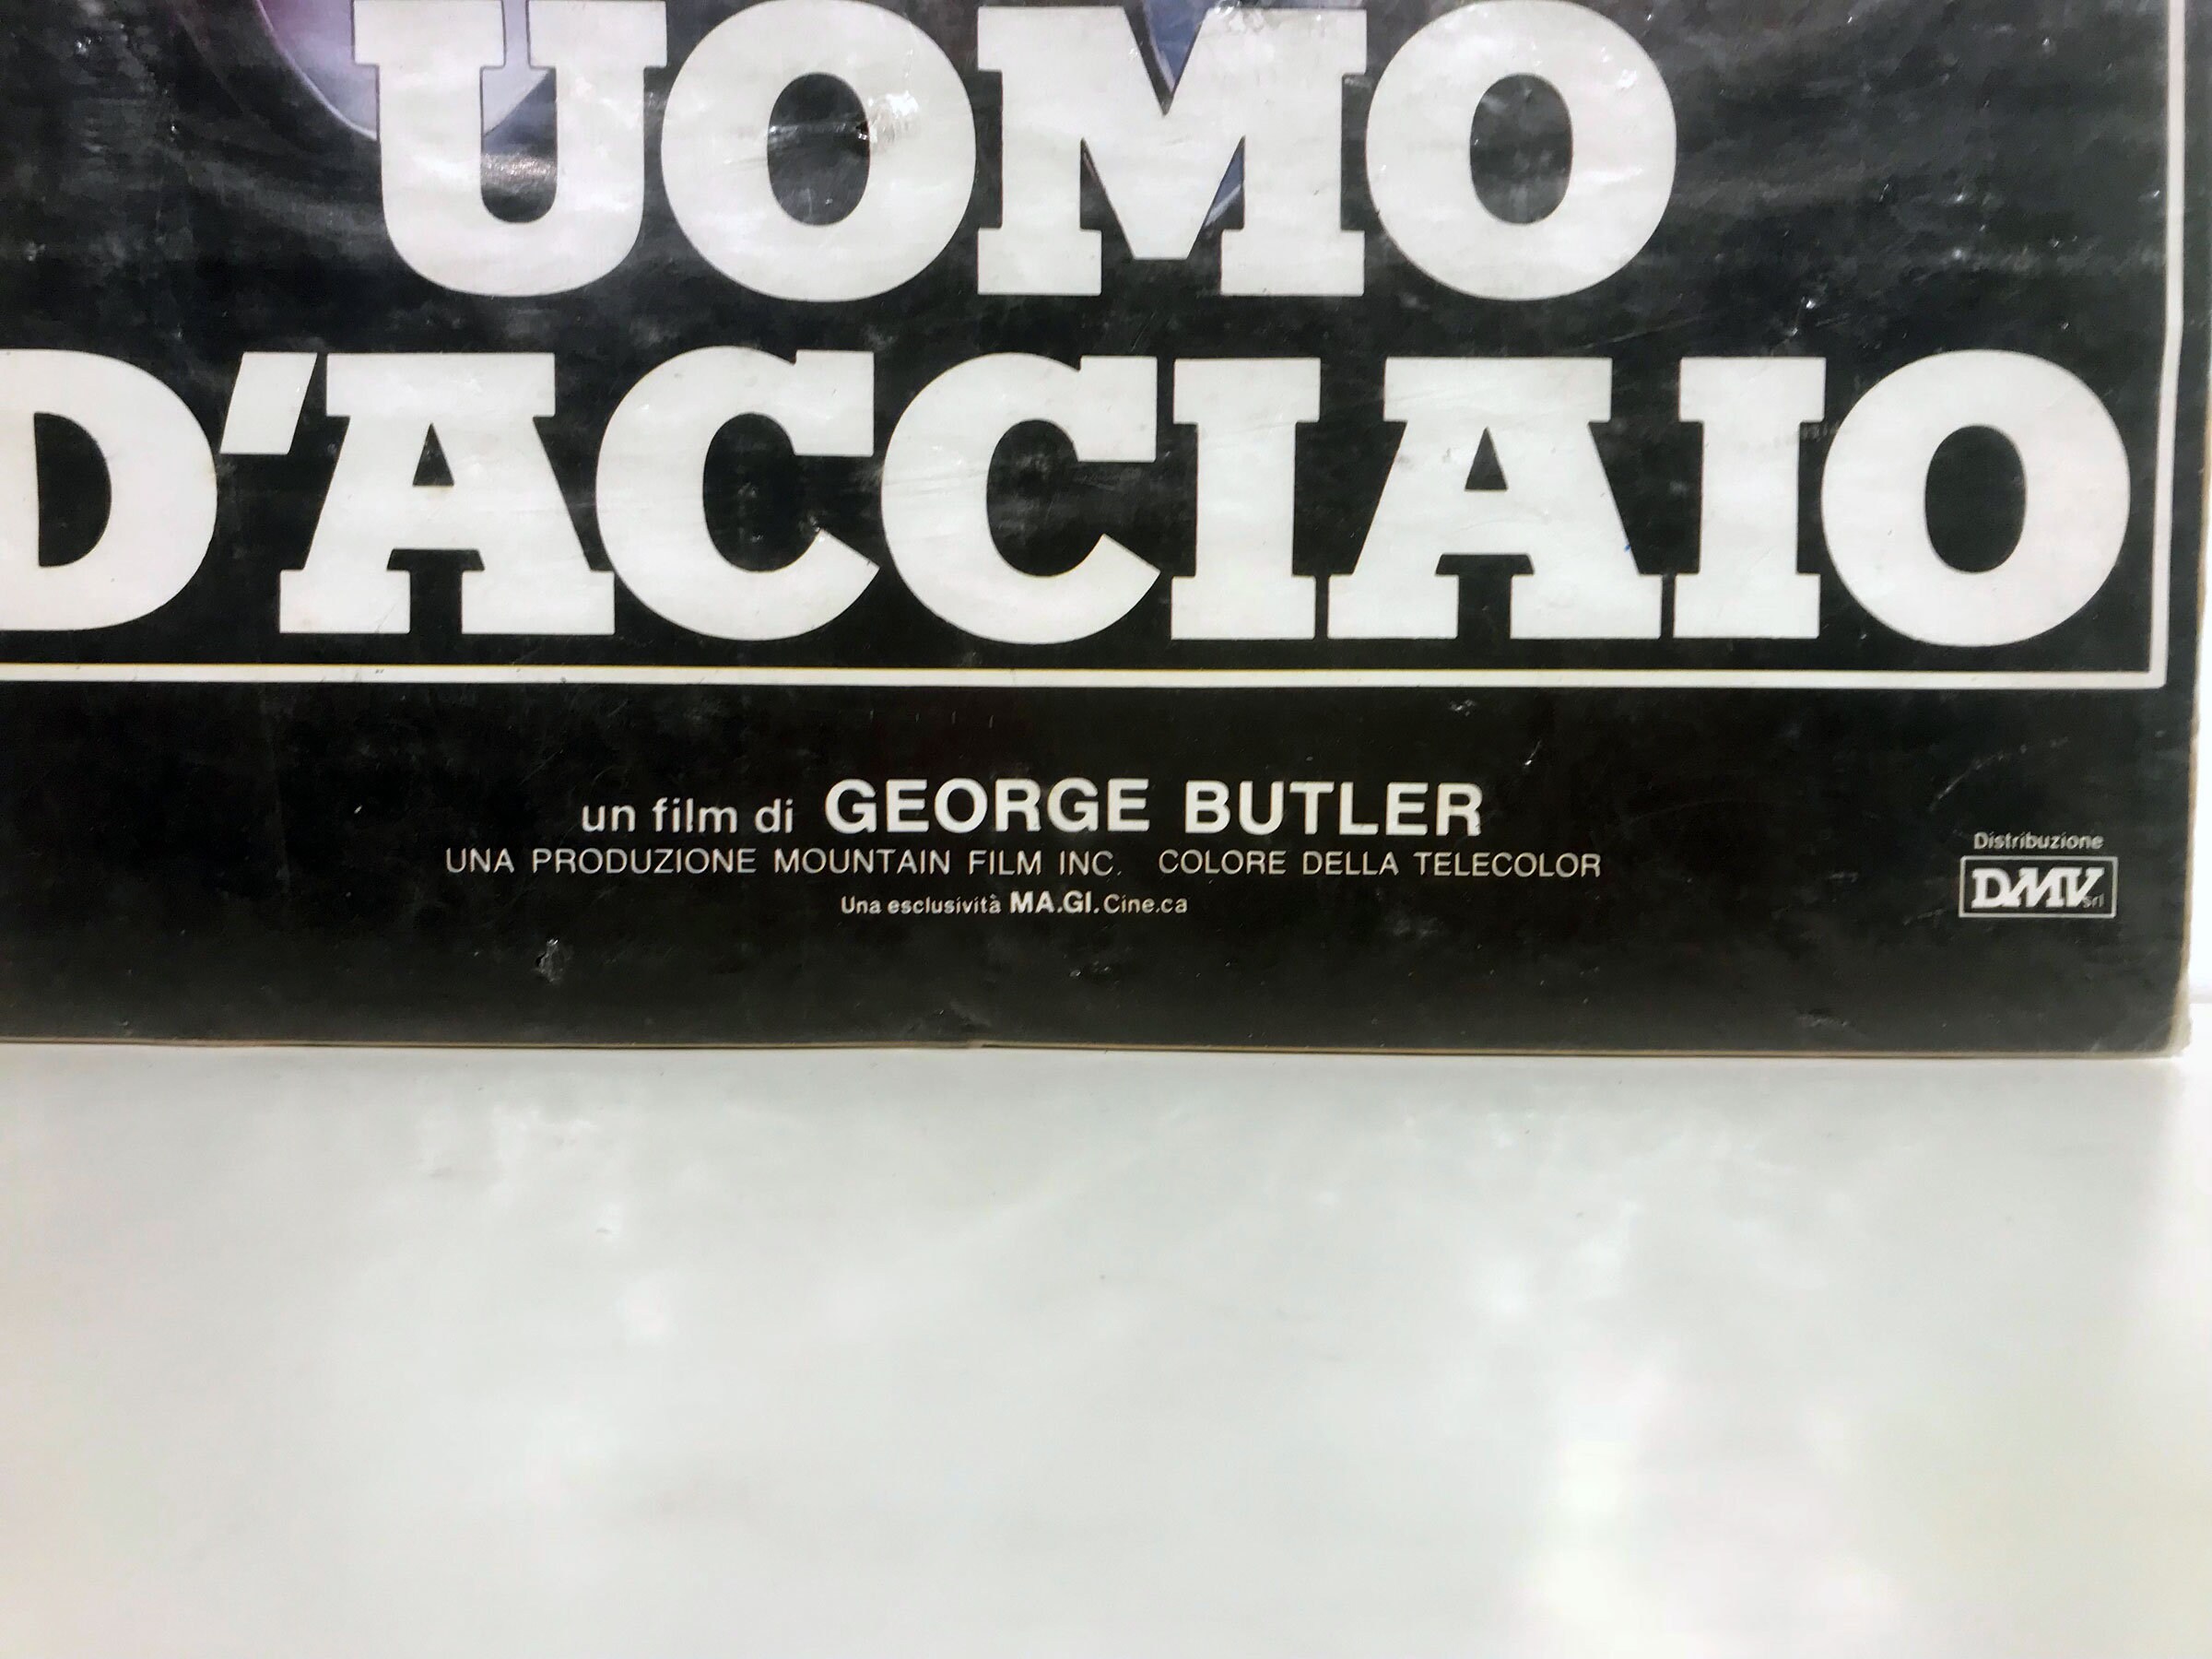 UOMO
D'ACCIAIO
un film di GEORGE BUTLER
UNA PRODUZIONE MOUNTAIN FILM INC. COLORE DELLA TELECOLOR
Una esclusività MA.GI.Cine.ca
Distribuzione
DMV srl